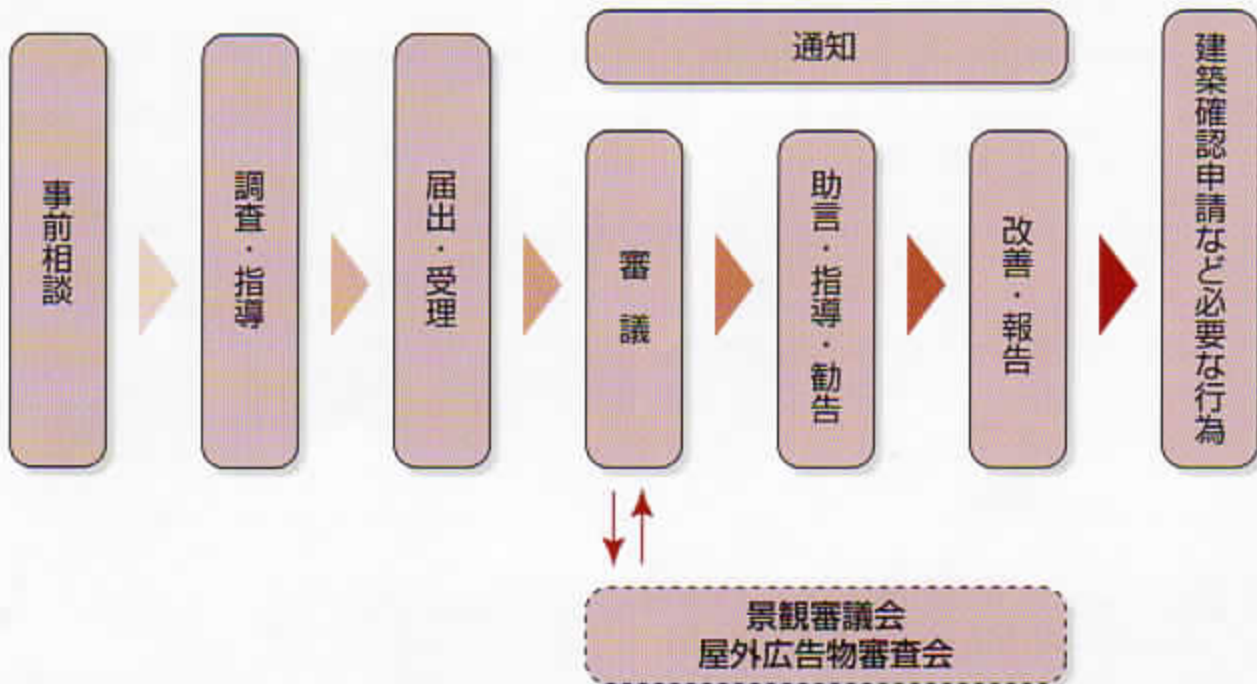 事前相談
調査・指導
届出・受理
通知
審議
助言・指導・勧告
改善・報告
建築確認申請など必要な行為
景観審議会
屋外広告物審査会